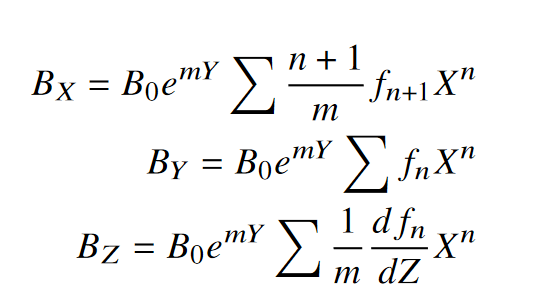 $B_X = B_0 e^{mY} \sum \frac{n+1}{m} f_{n+1} X^n$
$B_Y = B_0 e^{mY} \sum f_n X^n$
$B_Z = B_0 e^{mY} \sum \frac{1}{m} \frac{df_n}{dZ} X^n$